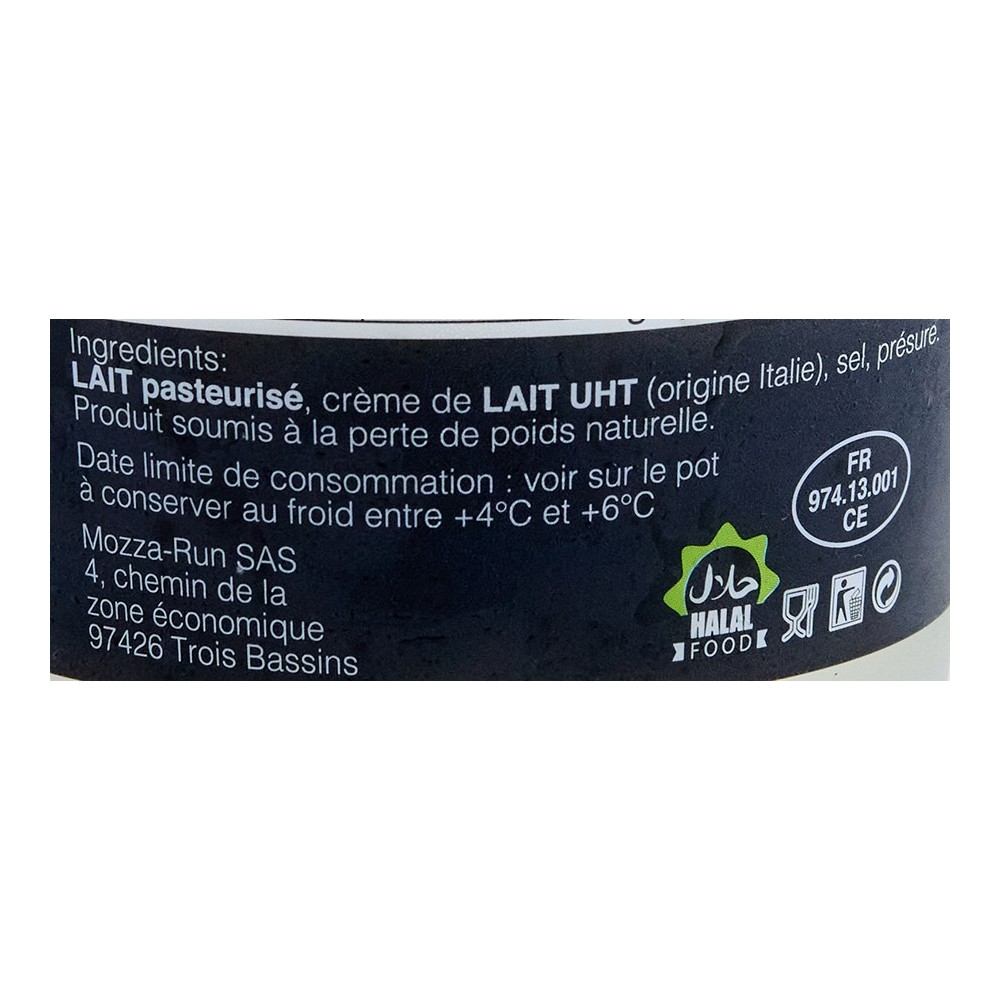 Ingredients:
LAIT pasteurisé, crème de LAIT UHT (origine Italie), sel, présure.
Produit soumis à la perte de poids naturelle.
Date limite de consommation : voir sur le pot
à conserver au froid entre +4°C et +6°C
Mozza-Run SAS
4, chemin de la
zone économique
97426 Trois Bassins
FR
974.13.001
CE
حلال
HALAL
FOOD